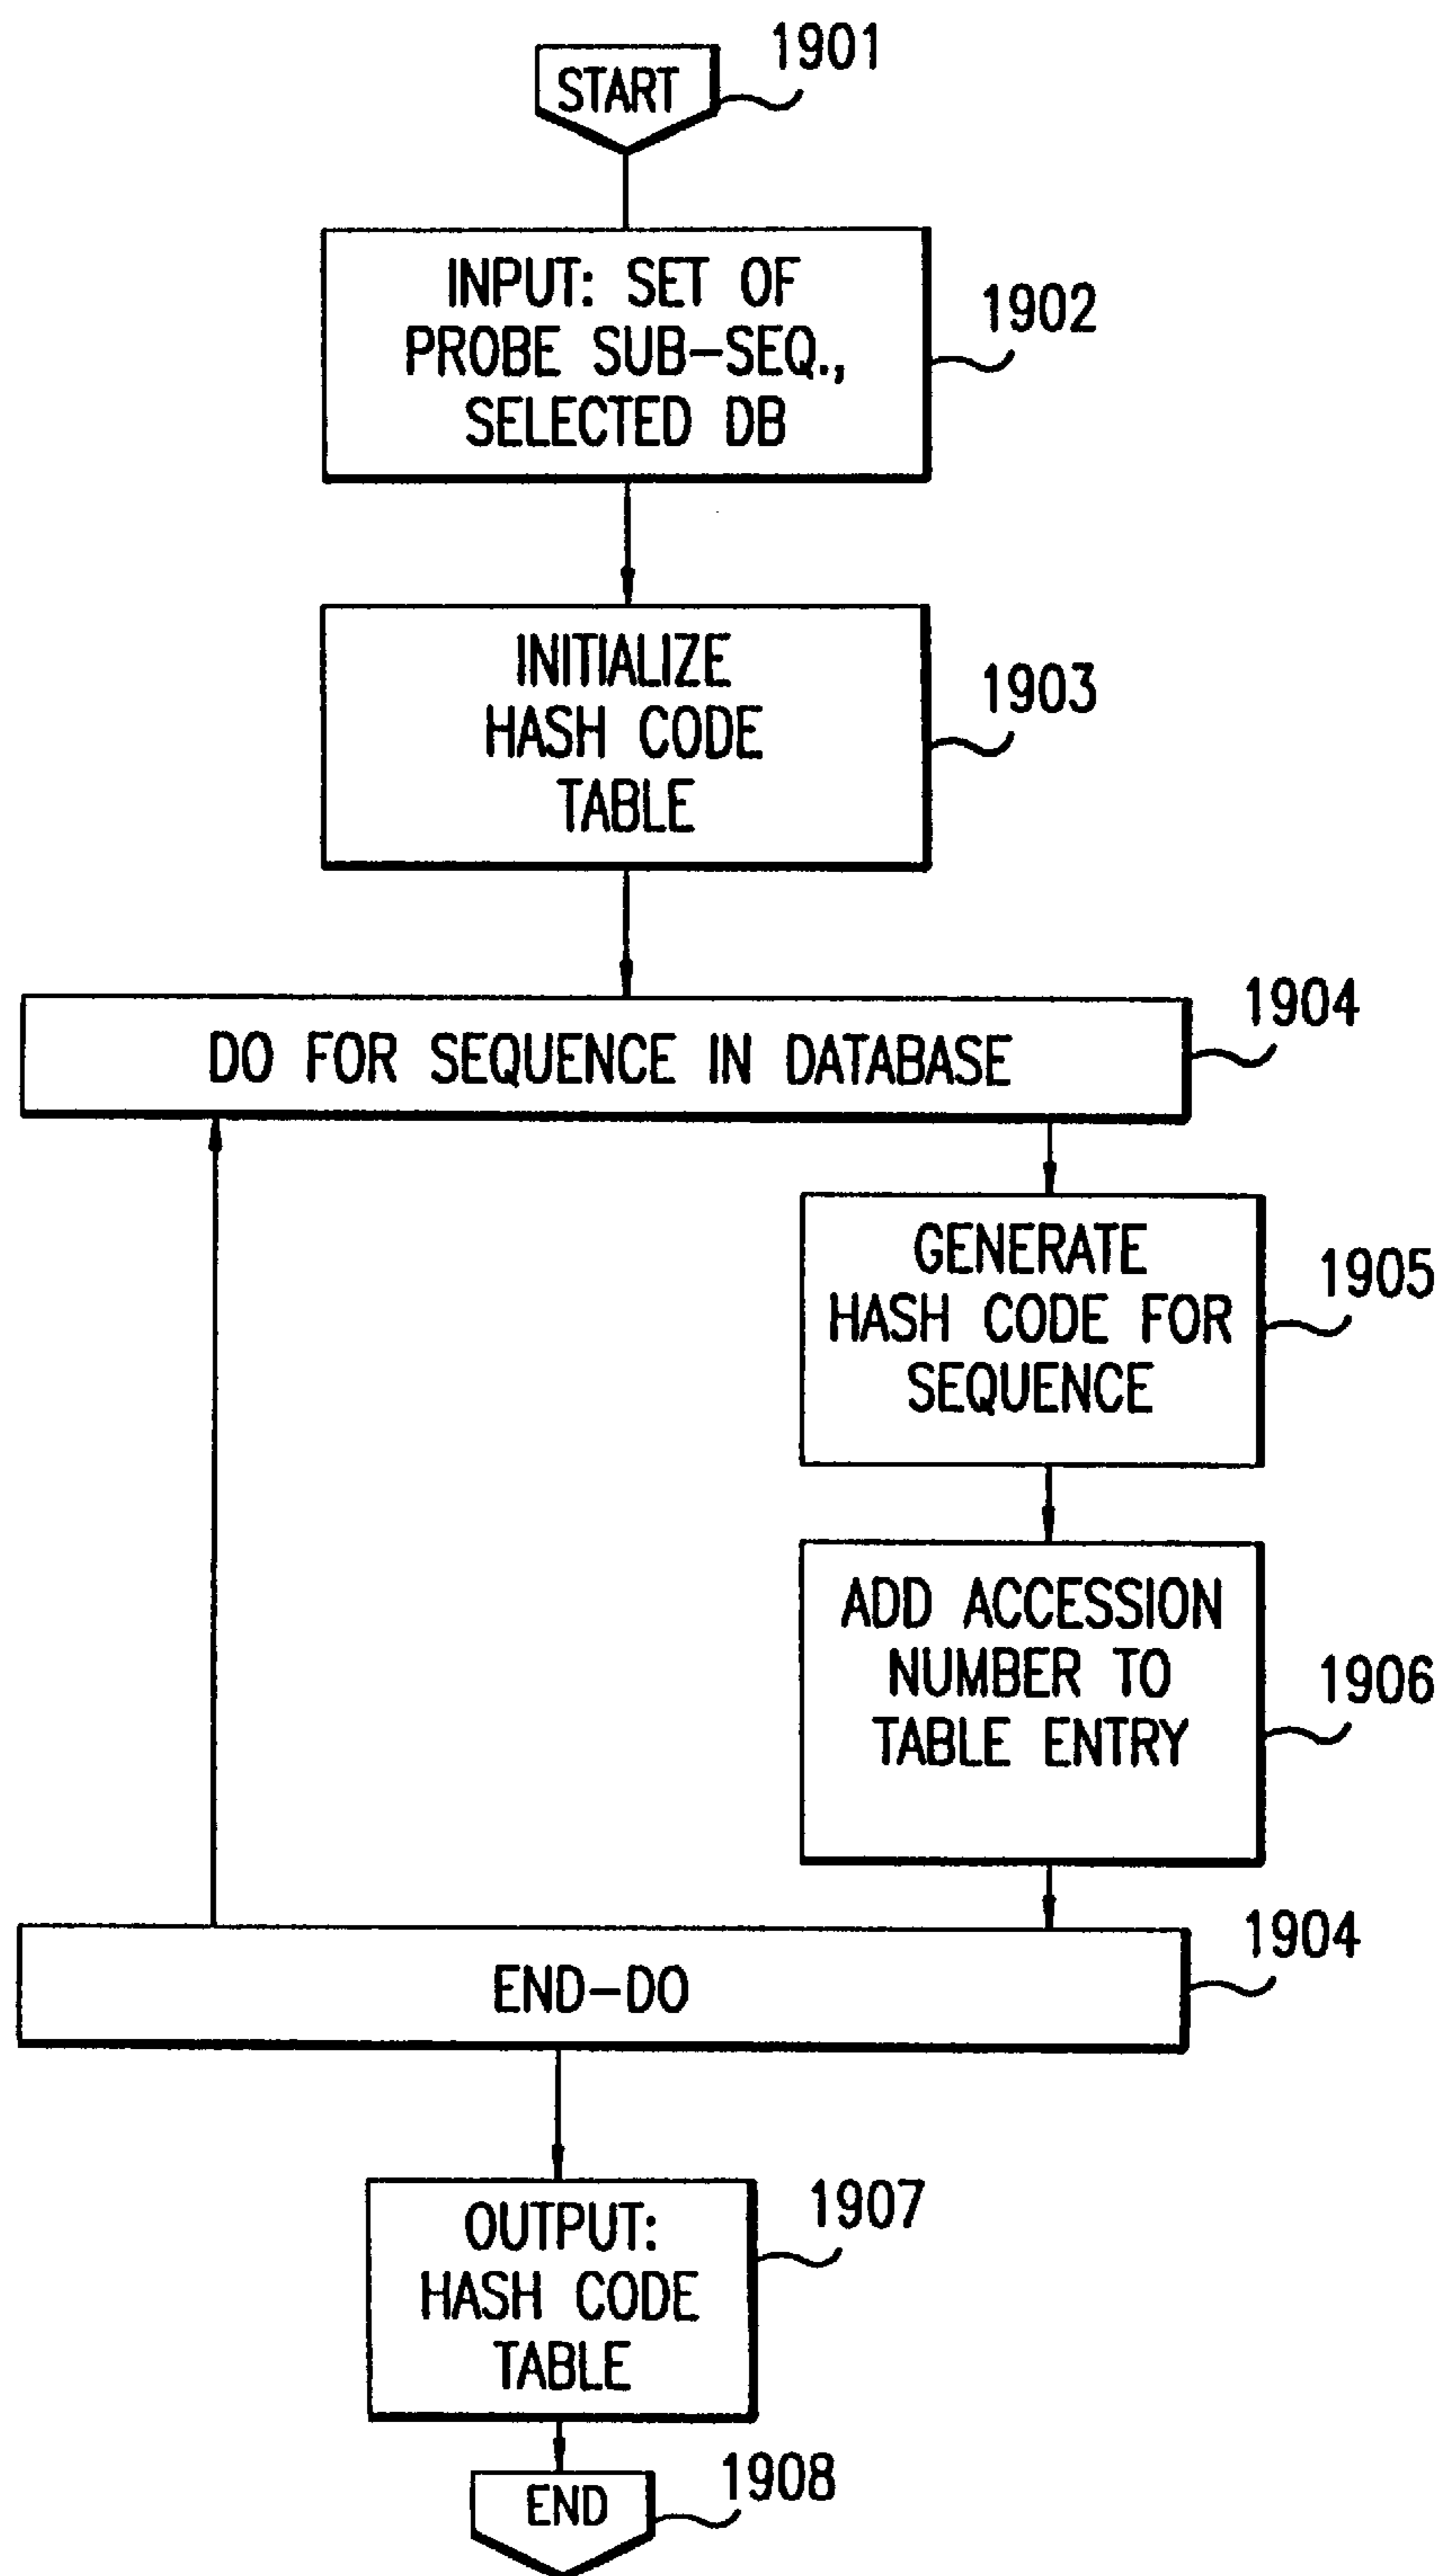 START
1901
INPUT: SET OF
PROBE SUB-SEQ.,
SELECTED DB
1902
INITIALIZE
HASH CODE
TABLE
1903
DO FOR SEQUENCE IN DATABASE
1904
GENERATE
HASH CODE FOR
SEQUENCE
1905
ADD ACCESSION
NUMBER TO
TABLE ENTRY
1906
END-DO
1904
OUTPUT:
HASH CODE
TABLE
1907
END
1908